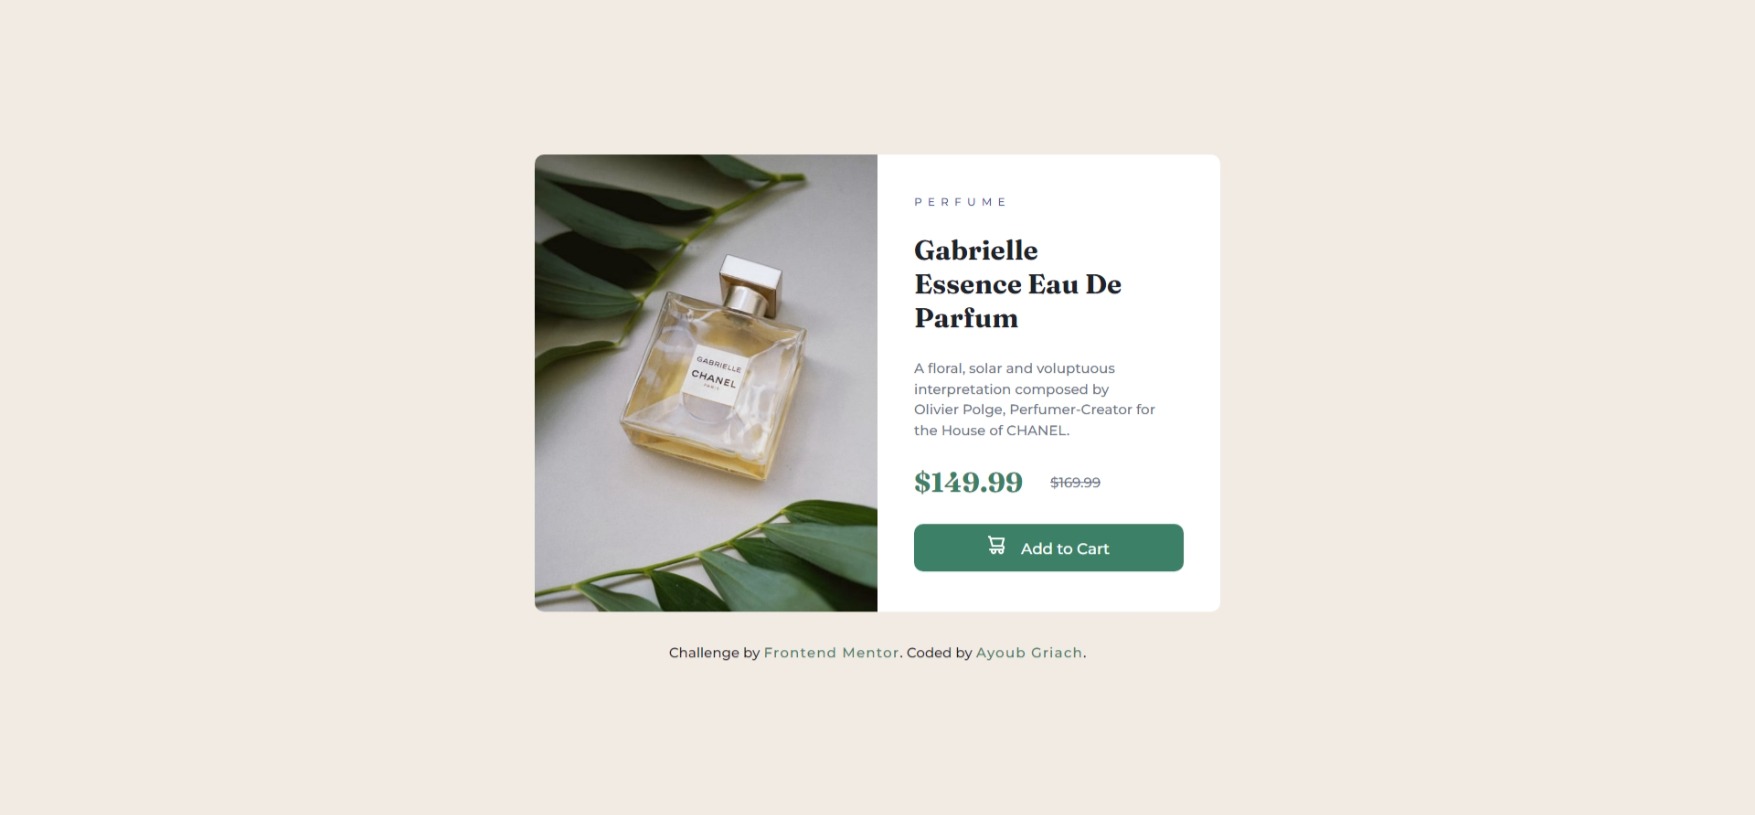 PERFUME
Gabrielle
Essence Eau De
Parfum
GABRIELLE
CHANEL
PARIS
A floral, solar and voluptuous
interpretation composed by
Olivier Polge, Perfumer-Creator for
the House of CHANEL.
$149.99 $169.99
Add to Cart
Challenge by Frontend Mentor. Coded by Ayoub Griach.